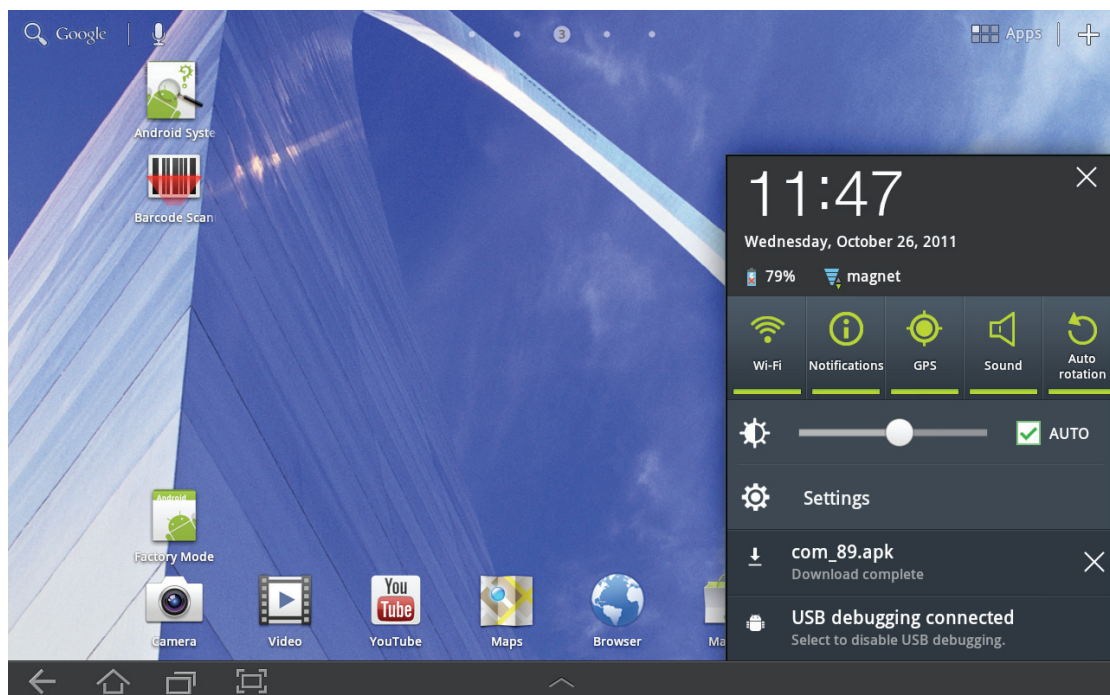 Google
3
Apps
Android Syste
Barcode Scan
Android
Factory Mode
Camera
Video
You
Tube
YouTube
Maps
Browser
Ma
11:47
Wednesday, October 26, 2011
79%
magnet
Wi-Fi
Notifications
GPS
Sound
Auto
rotation
AUTO
Settings
com_89.apk
Download complete
USB debugging connected
Select to disable USB debugging.